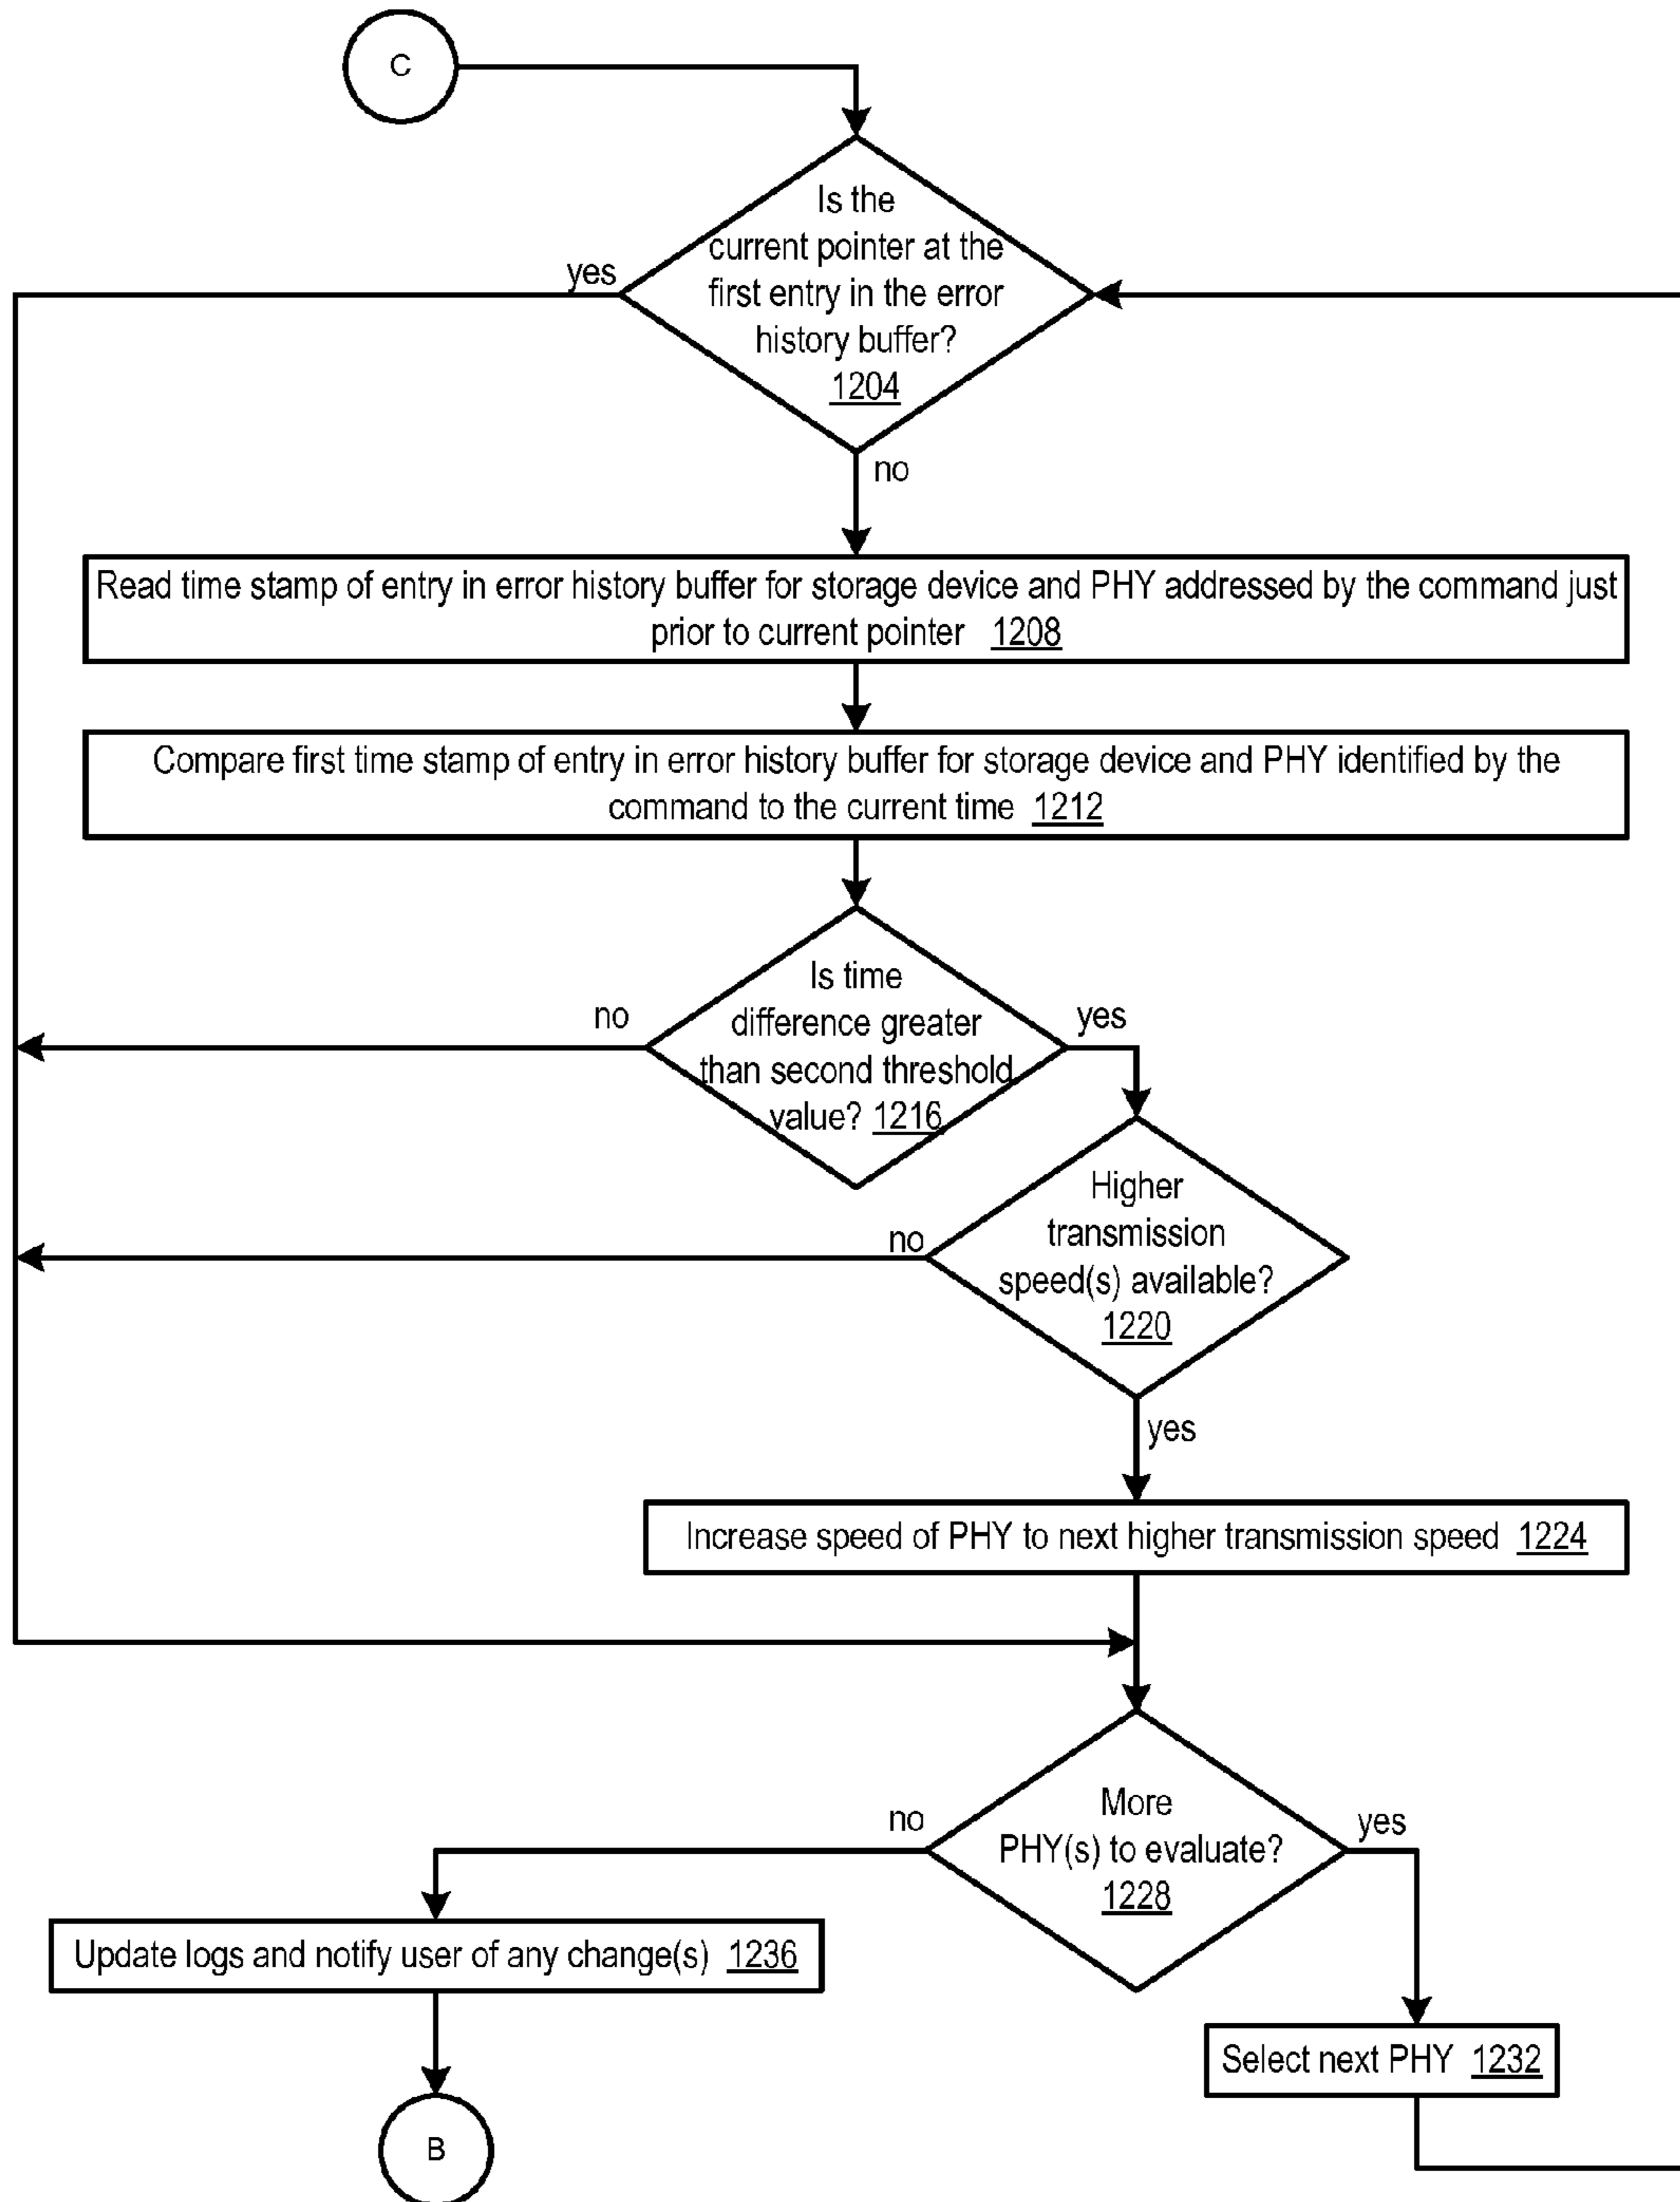 C
Is the
current pointer at the
first entry in the error
history buffer?
1204
yes
no
Read time stamp of entry in error history buffer for storage device and PHY addressed by the command just
prior to current pointer 1208
Compare first time stamp of entry in error history buffer for storage device and PHY identified by the
command to the current time 1212
Is time
difference greater
than second threshold
value? 1216
no
yes
Higher
transmission
speed(s) available?
1220
no
yes
Increase speed of PHY to next higher transmission speed 1224
More
PHY(s) to evaluate?
1228
no
yes
Update logs and notify user of any change(s) 1236
Select next PHY 1232
B